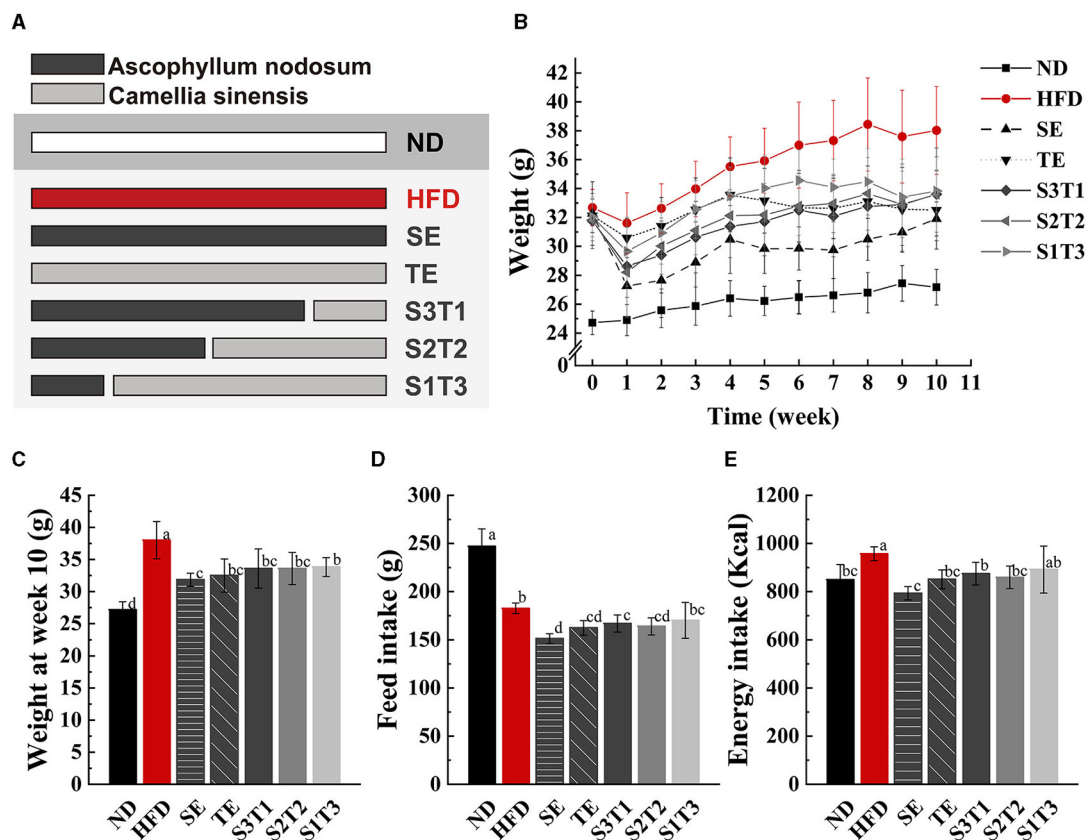 A
Ascophyllum nodosum
Camellia sinensis
ND
HFD
SE
TE
S3T1
S2T2
S1T3
B
Weight (g)
42
40
38
36
34
32
30
28
26
24
0
0 1 2 3 4 5 6 7 8 9 10 11
Time (week)
ND
HFD
SE
TE
S3T1
S2T2
S1T3
C
Weight at week 10 (g)
45
40
35
30
25
20
15
10
5
0
d a c bc bc bc b
ND HFD SE TE S3T1 S2T2 S1T3
D
Feed intake (g)
300
250
200
150
100
50
0
a b d cd c cd bc
ND HFD SE TE S3T1 S2T2 S1T3
E
Energy intake (Kcal)
1200
1000
800
600
400
200
0
bc a c bc b bc ab
ND HFD SE TE S3T1 S2T2 S1T3